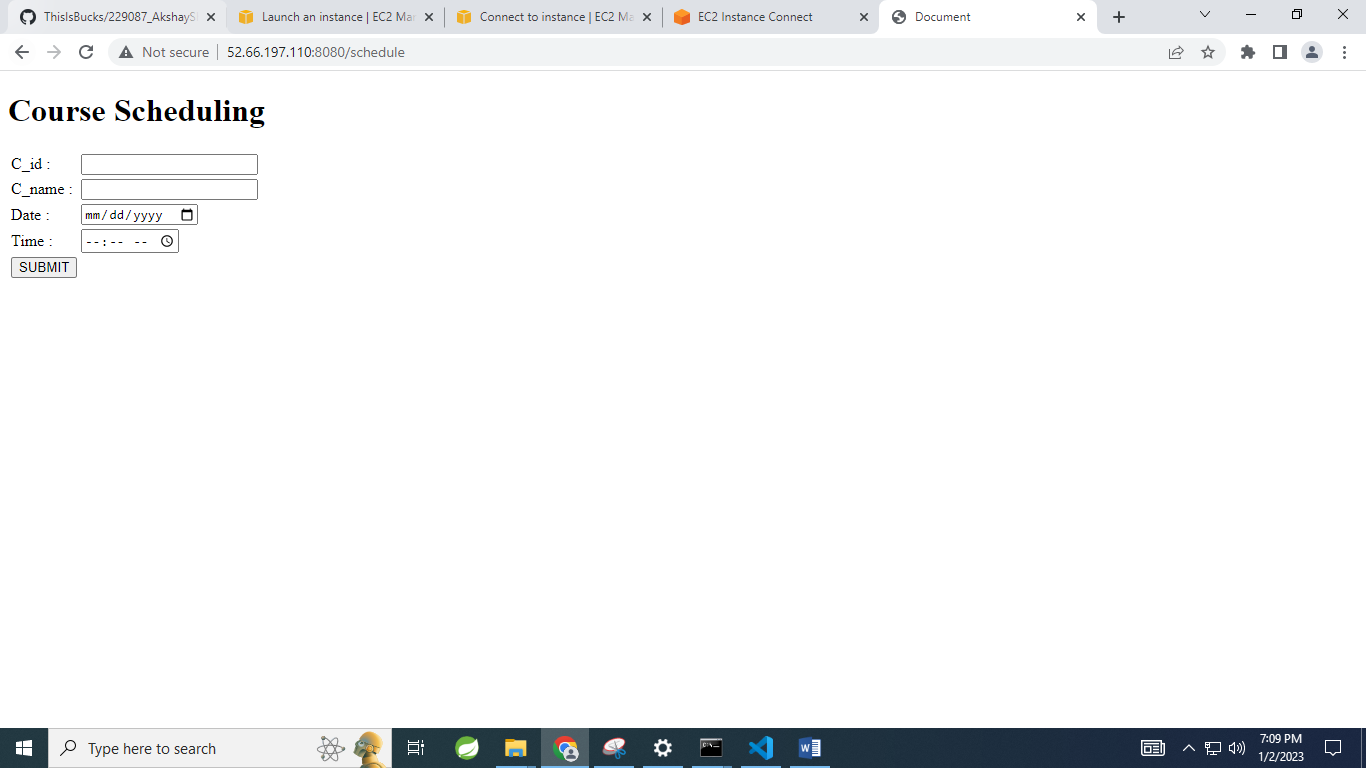 ThisIsBucks/229087_AkshayS
Launch an instance | EC2 Mar
Connect to instance | EC2 Ma
EC2 Instance Connect
Document
Not secure
52.66.197.110:8080/schedule
Course Scheduling
C_id :
C_name :
Date : mm/dd/yyyy
Time : --:-- --
SUBMIT
Type here to search
7:09 PM
1/2/2023